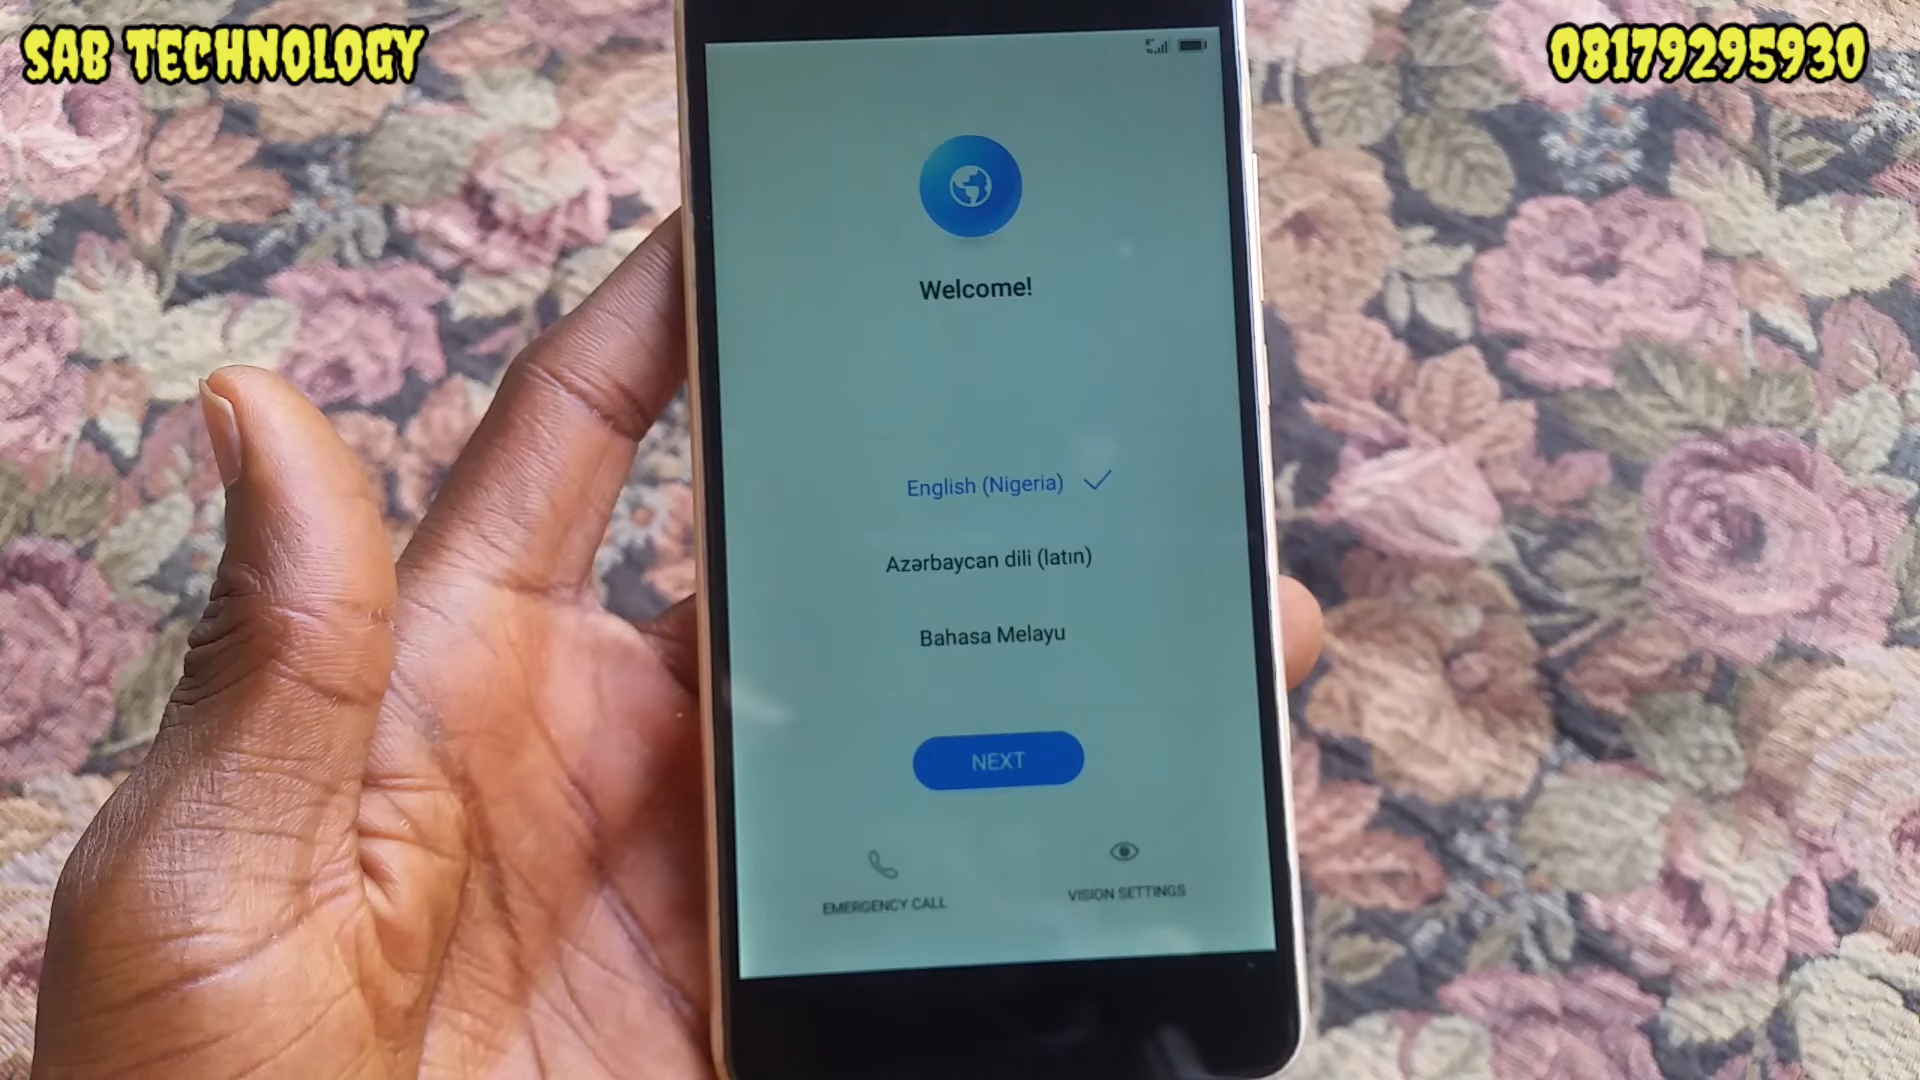 SAB TECHNOLOGY
08179295930
Welcome!
English (Nigeria)
Azərbaycan dili (latın)
Bahasa Melayu
NEXT
EMERGENCY CALL
VISION SETTINGS